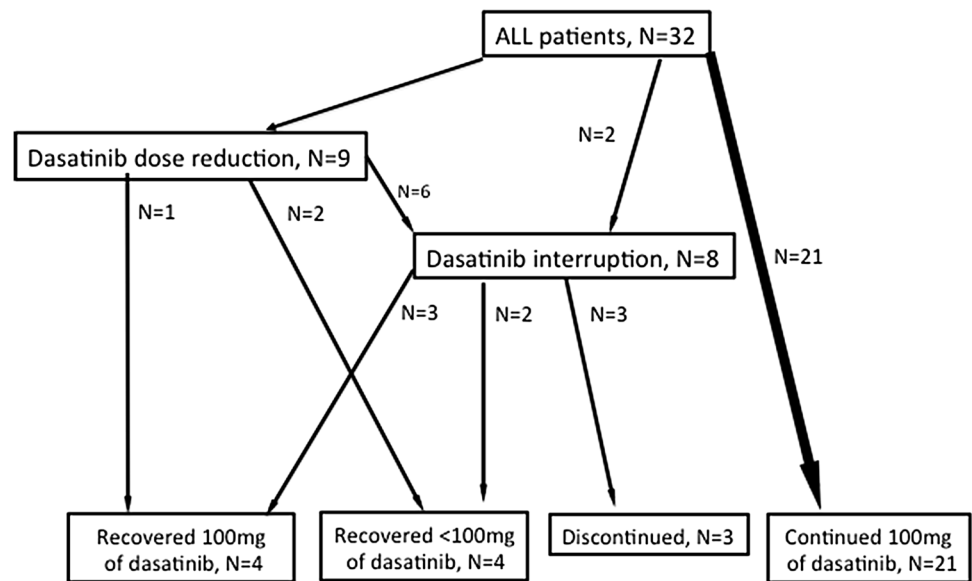 ALL patients, N=32
N=2
Dasatinib dose reduction, N=9
N=6
N=1
N=2
Dasatinib interruption, N=8
N=21
N=3
N=2
N=3
Recovered 100mg
of dasatinib, N=4
Recovered <100mg
of dasatinib, N=4
Discontinued, N=3
Continued 100mg
of dasatinib, N=21